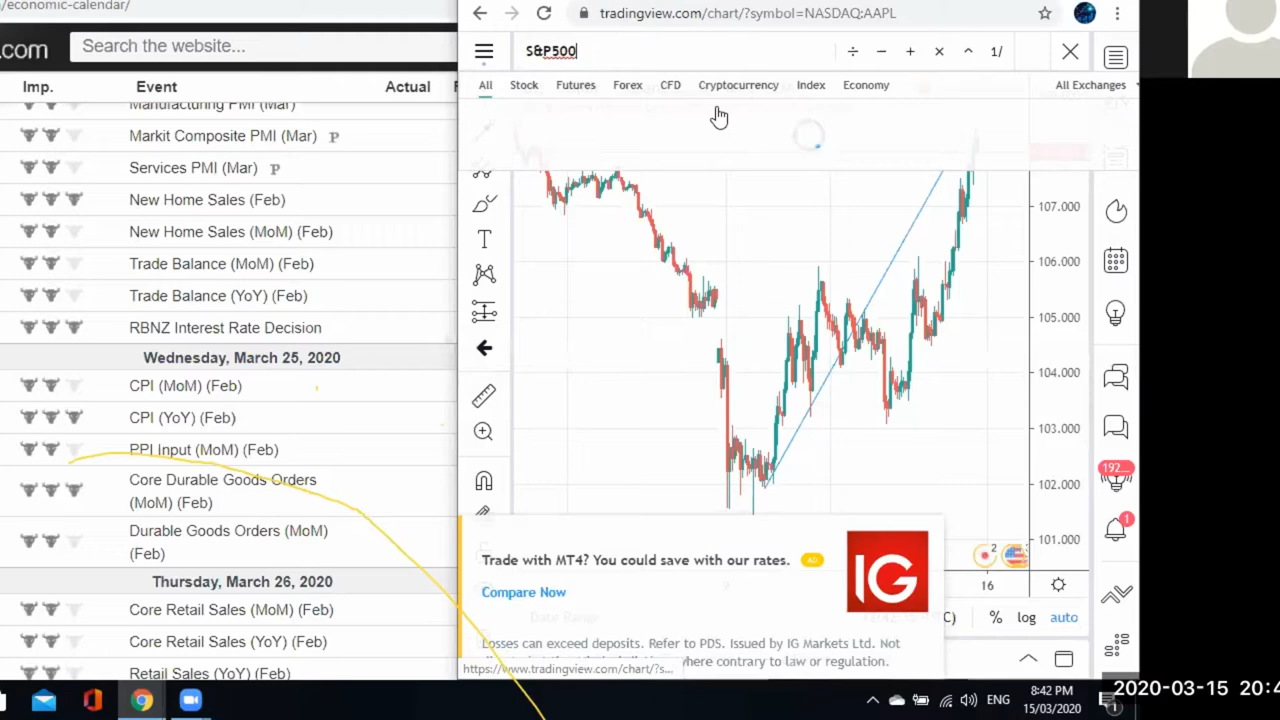 /economic-calendar/
.com
Search the website...
Imp.
Event
Actual
Manufacturing PMI (Mar)
Markit Composite PMI (Mar) P
Services PMI (Mar) P
New Home Sales (Feb)
New Home Sales (MoM) (Feb)
Trade Balance (MoM) (Feb)
Trade Balance (YoY) (Feb)
RBNZ Interest Rate Decision
Wednesday, March 25, 2020
CPI (MoM) (Feb)
CPI (YoY) (Feb)
PPI Input (MoM) (Feb)
Core Durable Goods Orders
(MoM) (Feb)
Durable Goods Orders (MoM)
(Feb)
Thursday, March 26, 2020
Core Retail Sales (MoM) (Feb)
Core Retail Sales (YoY) (Feb)
Retail Sales (YoY) (Feb)
tradingview.com/chart/?symbol=NASDAQ:AAPL
S&P500
÷ − + × ^ 1/
All Stock Futures Forex CFD Cryptocurrency Index Economy All Exchanges
107.000
106.000
105.000
104.000
103.000
102.000
101.000
192...
1
2
16
Trade with MT4? You could save with our rates. AD
Compare Now
IG
Date Range
C) % log auto
Losses can exceed deposits. Refer to PDS. Issued by IG Markets Ltd. Not
where contrary to law or regulation.
https://www.tradingview.com/chart/?s...
ENG
8:42 PM
15/03/2020
1
2020-03-15 20:4